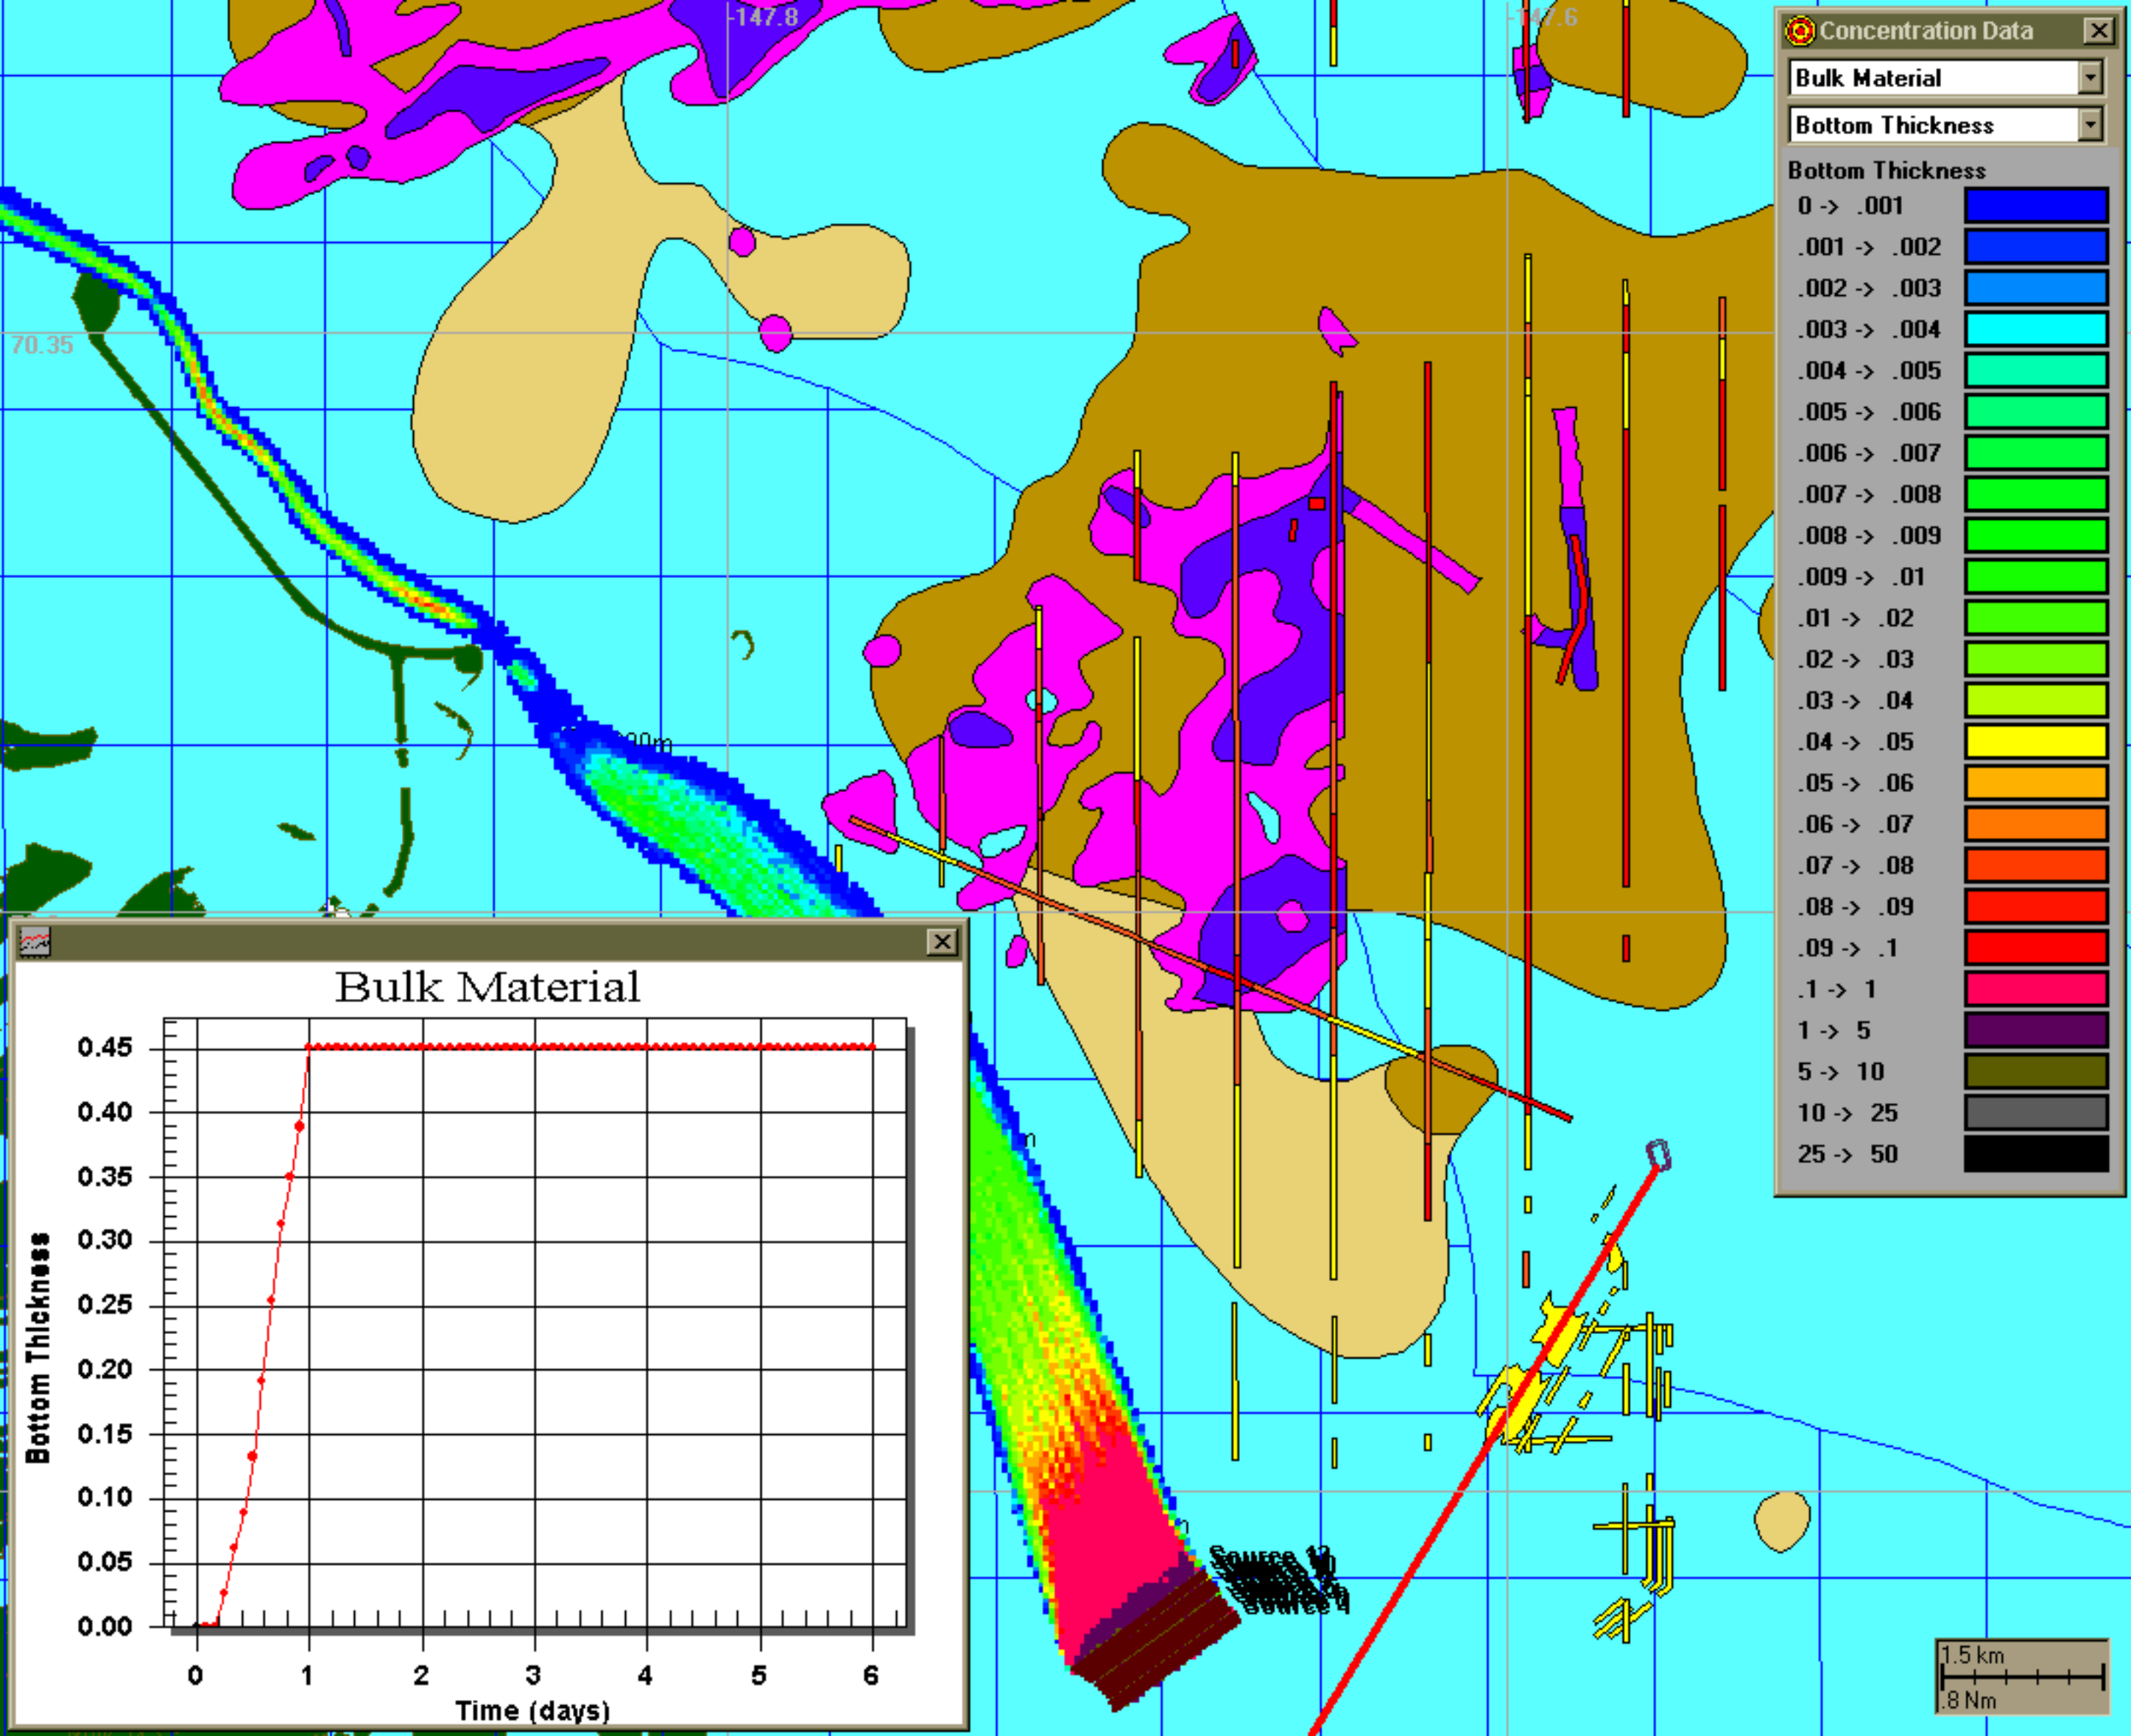 -147.8
-147.6
70.35
Concentration Data
Bulk Material
Bottom Thickness
Bottom Thickness
0 -> .001
.001 -> .002
.002 -> .003
.003 -> .004
.004 -> .005
.005 -> .006
.006 -> .007
.007 -> .008
.008 -> .009
.009 -> .01
.01 -> .02
.02 -> .03
.03 -> .04
.04 -> .05
.05 -> .06
.06 -> .07
.07 -> .08
.08 -> .09
.09 -> .1
.1 -> 1
1 -> 5
5 -> 10
10 -> 25
25 -> 50
Bulk Material
Bottom Thickness
0.45
0.40
0.35
0.30
0.25
0.20
0.15
0.10
0.05
0.00
0 1 2 3 4 5 6
Time (days)
Source
Source 4
1.5 km
.8 Nm